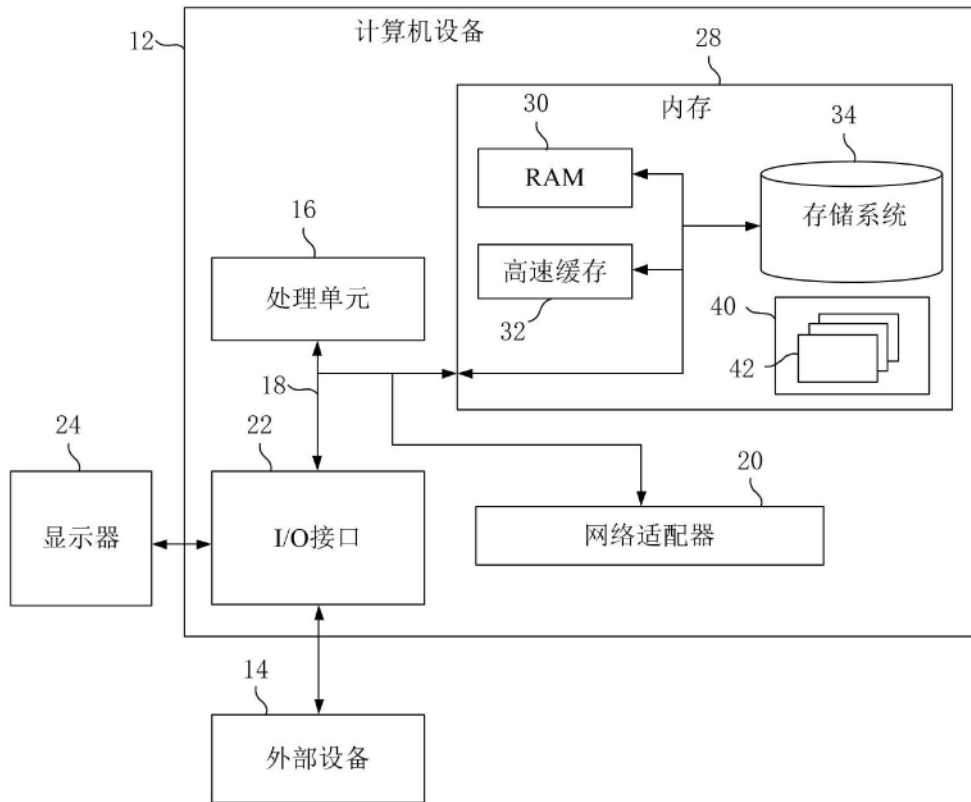 计算机设备
12
28
内存
30
34
RAM
存储系统
16
处理单元
高速缓存
32
40
42
18
24
22
20
显示器
I/O接口
网络适配器
14
外部设备